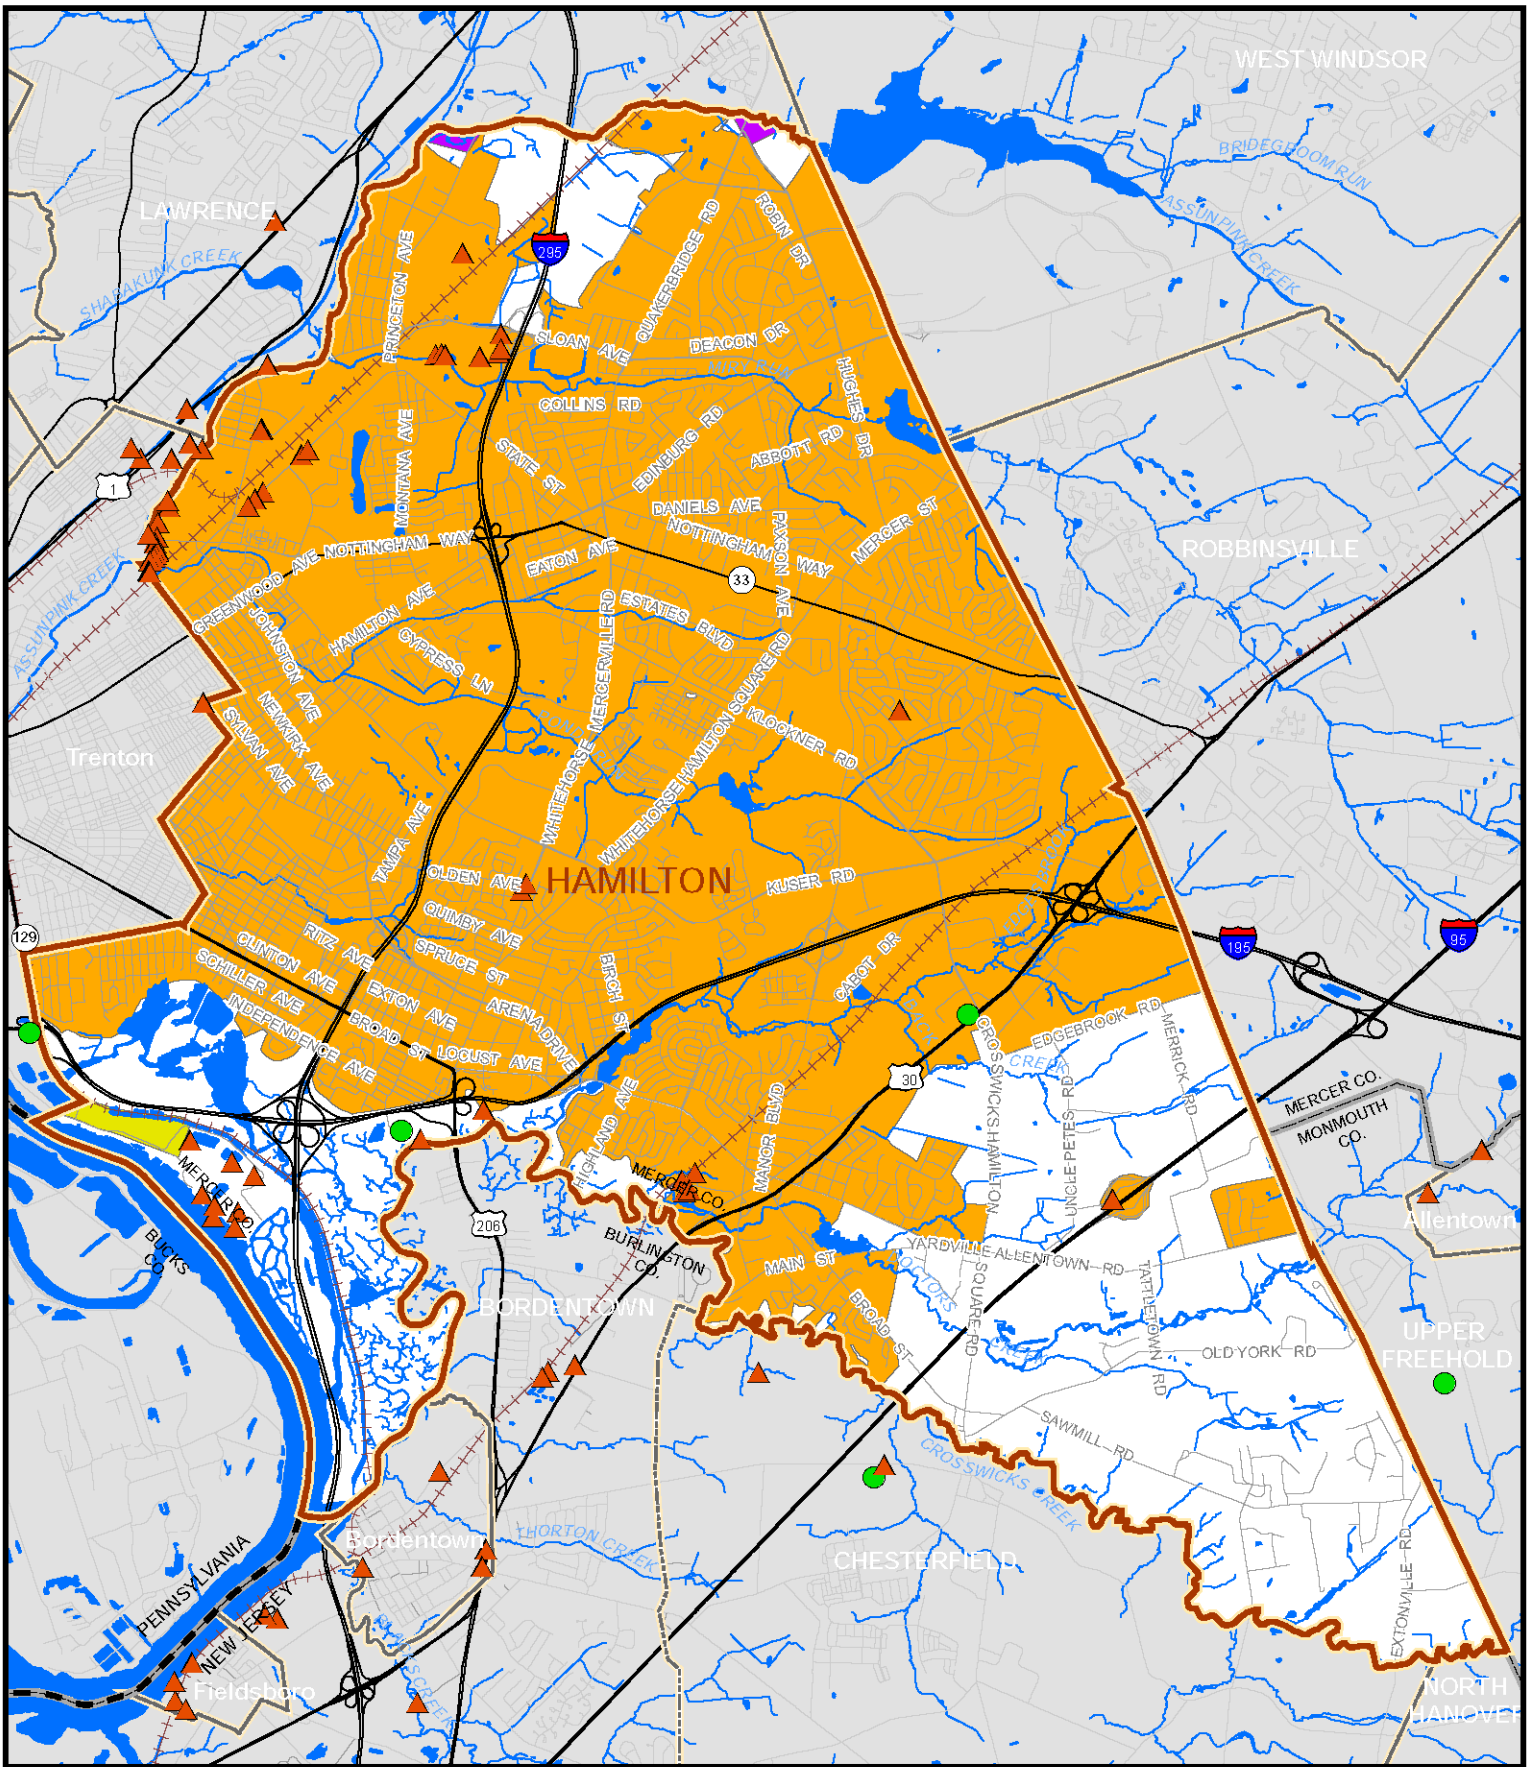 WEST WINDSOR
BRIDEGROOM RUN
ASSUNPINK CREEK
LAWRENCE
SHABAKUNK CREEK
PRINCETON AVE
295
QUAKERBRIDGE RD
ROBIN DR
SLOAN AVE
DEACON DR
HUGHES DR
COLLINS RD
MONTANA AVE
STATE ST
EDINBURG RD
ABBOTT RD
1
DANIELS AVE
NOTTINGHAM WAY
PAXSON AVE
MERCER ST
ROBBINSVILLE
GREENWOOD AVE
NOTTINGHAM WAY
EATON AVE
33
ASSUNPINK CREEK
JOHNSTON AVE
HAMILTON AVE
CYPRESS LN
ESTATES BLVD
WHITEHORSE MERCERVILLE RD
WHITEHORSE HAMILTON SQUARE RD
NEWKIRK AVE
SYLVAN AVE
KLOCKNER RD
Trenton
TAMPA AVE
OLDEN AVE
HAMILTON
KUSER RD
QUIMBY AVE
129
RITZ AVE
CLINTON AVE
SPRUCE ST
SCHILLER AVE
EXTON AVE
INDEPENDENCE AVE
BROAD ST
LOCUST AVE
ARENA DRIVE
BIRCH ST
CABOT DR
195
95
BACK
CREEK
EDGEBROOK RD
MERRICK RD
CROSSWICKS HAMILTON
SQUARE RD
UNCLE PETES RD
30
MERCER CO.
MONMOUTH CO.
HIGHLAND AVE
MANOR BLVD
MERCER CO.
BUCKS CO.
MERCER CO.
BURLINGTON CO.
206
Allentown
YARDVILLE-ALLENTOWN RD
MAIN ST
DOCTORS CREEK
BROAD ST
TATTLETOWN RD
BORDENTOWN
OLD YORK RD
UPPER
FREEHOLD
SAWMILL RD
CROSSWICKS CREEK
EXTONVILLE RD
Bordentown
THORTON CREEK
CHESTERFIELD
PENNSYLVANIA
NEW JERSEY
Fieldsboro
NORTH
HANOVER